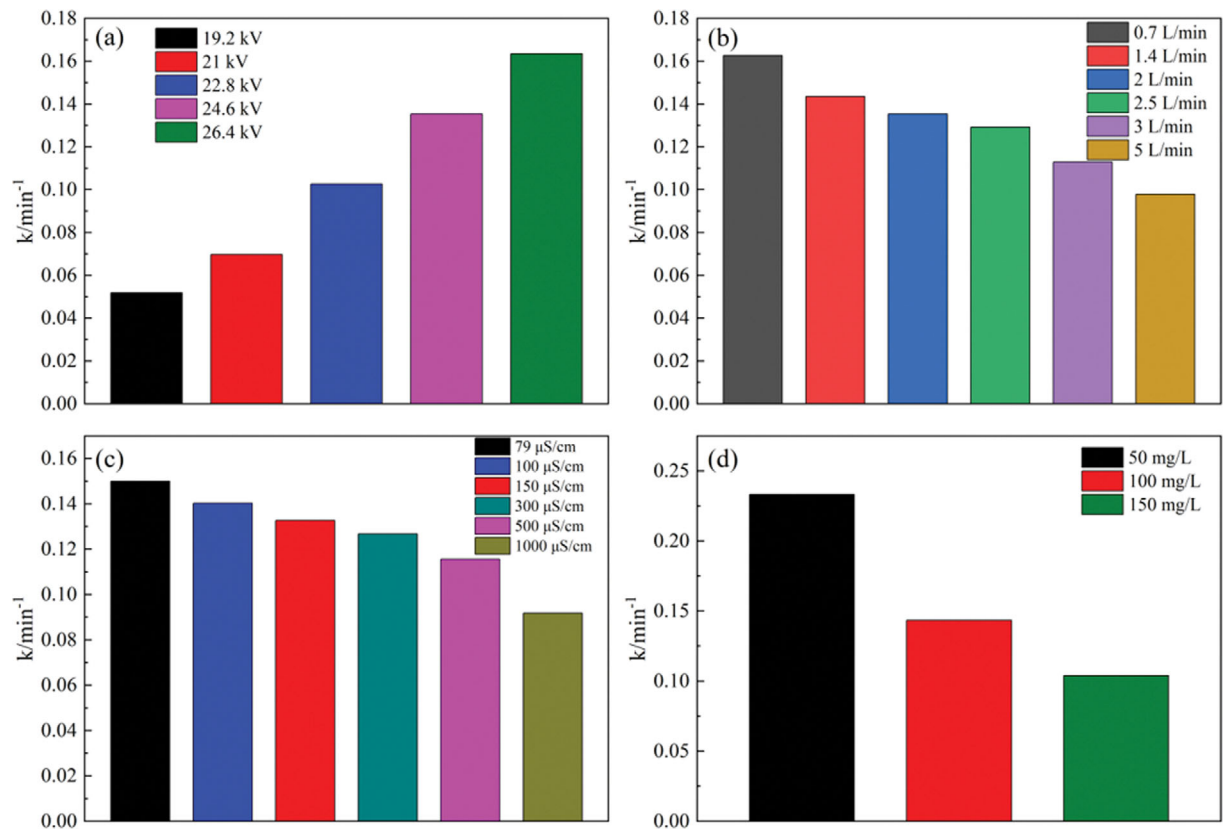 (a)
19.2 kV
21 kV
22.8 kV
24.6 kV
26.4 kV
0.18
0.16
0.14
0.12
0.10
0.08
0.06
0.04
0.02
0.00
k/min⁻¹
(b)
0.7 L/min
1.4 L/min
2 L/min
2.5 L/min
3 L/min
5 L/min
0.18
0.16
0.14
0.12
0.10
0.08
0.06
0.04
0.02
0.00
k/min⁻¹
(c)
79 μS/cm
100 μS/cm
150 μS/cm
300 μS/cm
500 μS/cm
1000 μS/cm
0.16
0.14
0.12
0.10
0.08
0.06
0.04
0.02
0.00
k/min⁻¹
(d)
50 mg/L
100 mg/L
150 mg/L
0.25
0.20
0.15
0.10
0.05
0.00
k/min⁻¹